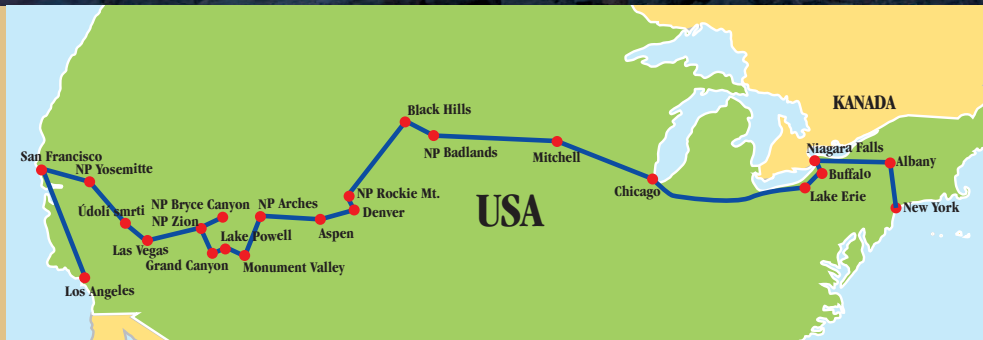 Black Hills
KANADA
NP Badlands
Mitchell
Niagara Falls
Albany
San Francisco
NP Yosemitte
Buffalo
Chicago
Lake Erie
NP Rockie Mt.
New York
Údolí smrti
NP Bryce Canyon
NP Arches
Denver
USA
NP Zion
Lake Powell
Aspen
Las Vegas
Grand Canyon
Monument Valley
Los Angeles